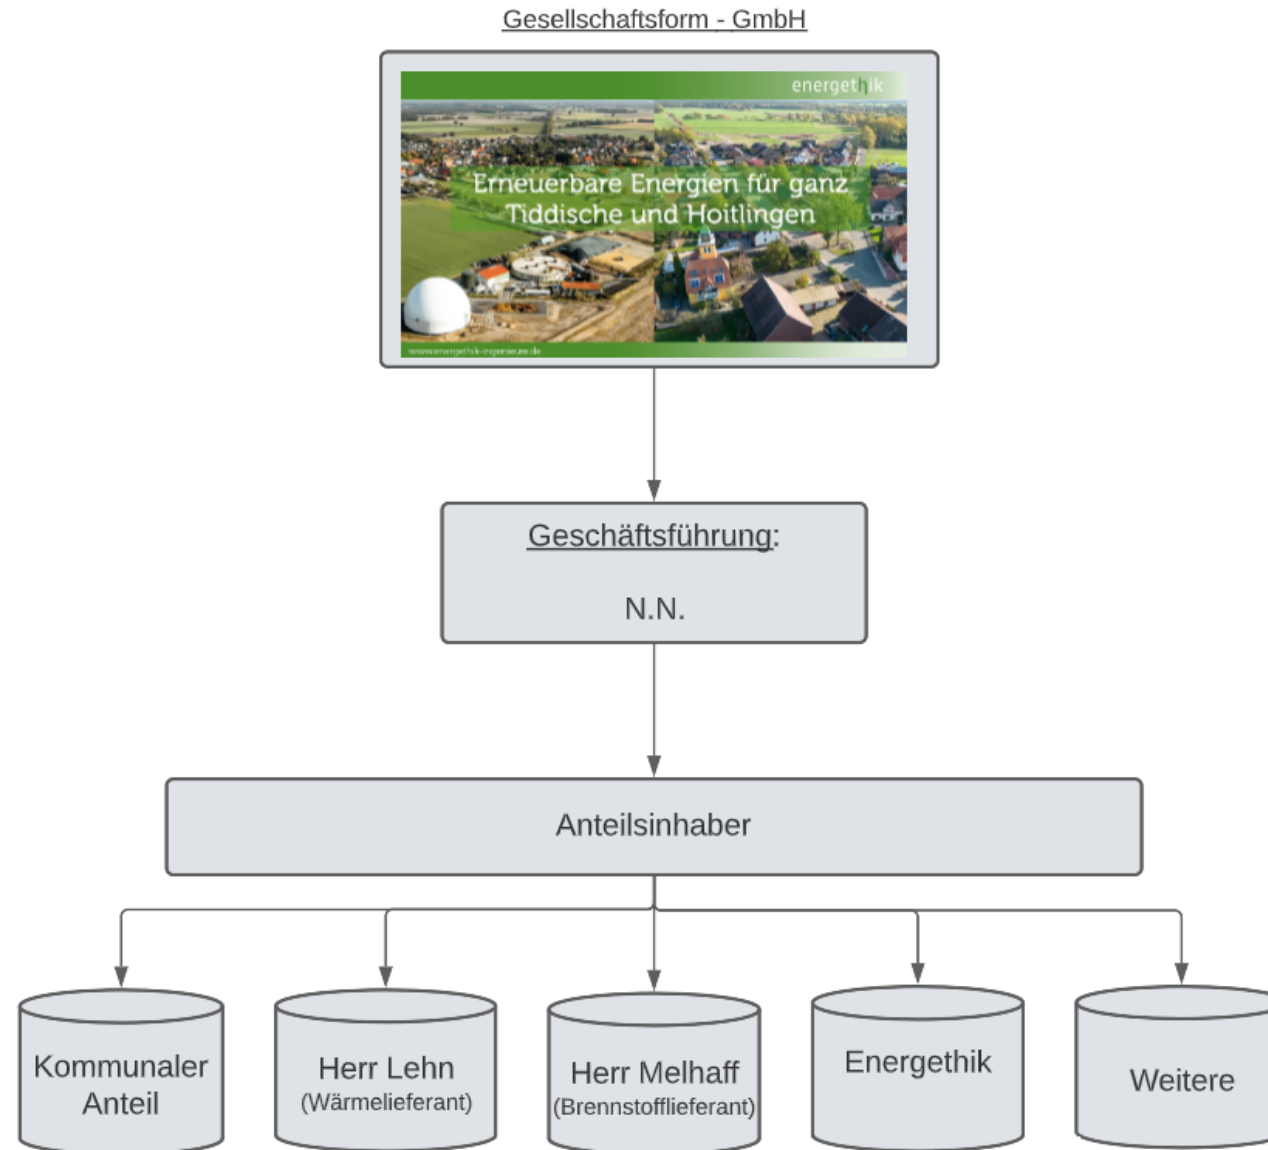 Gesellschaftsform - GmbH
energethik
Erneuerbare Energien für ganz
Tiddische und Hoitlingen
Geschäftsführung:
N.N.
Anteilsinhaber
Kommunaler
Anteil
Herr Lehn
(Wärmelieferant)
Herr Melhaff
(Brennstofflieferant)
Energethik
Weitere